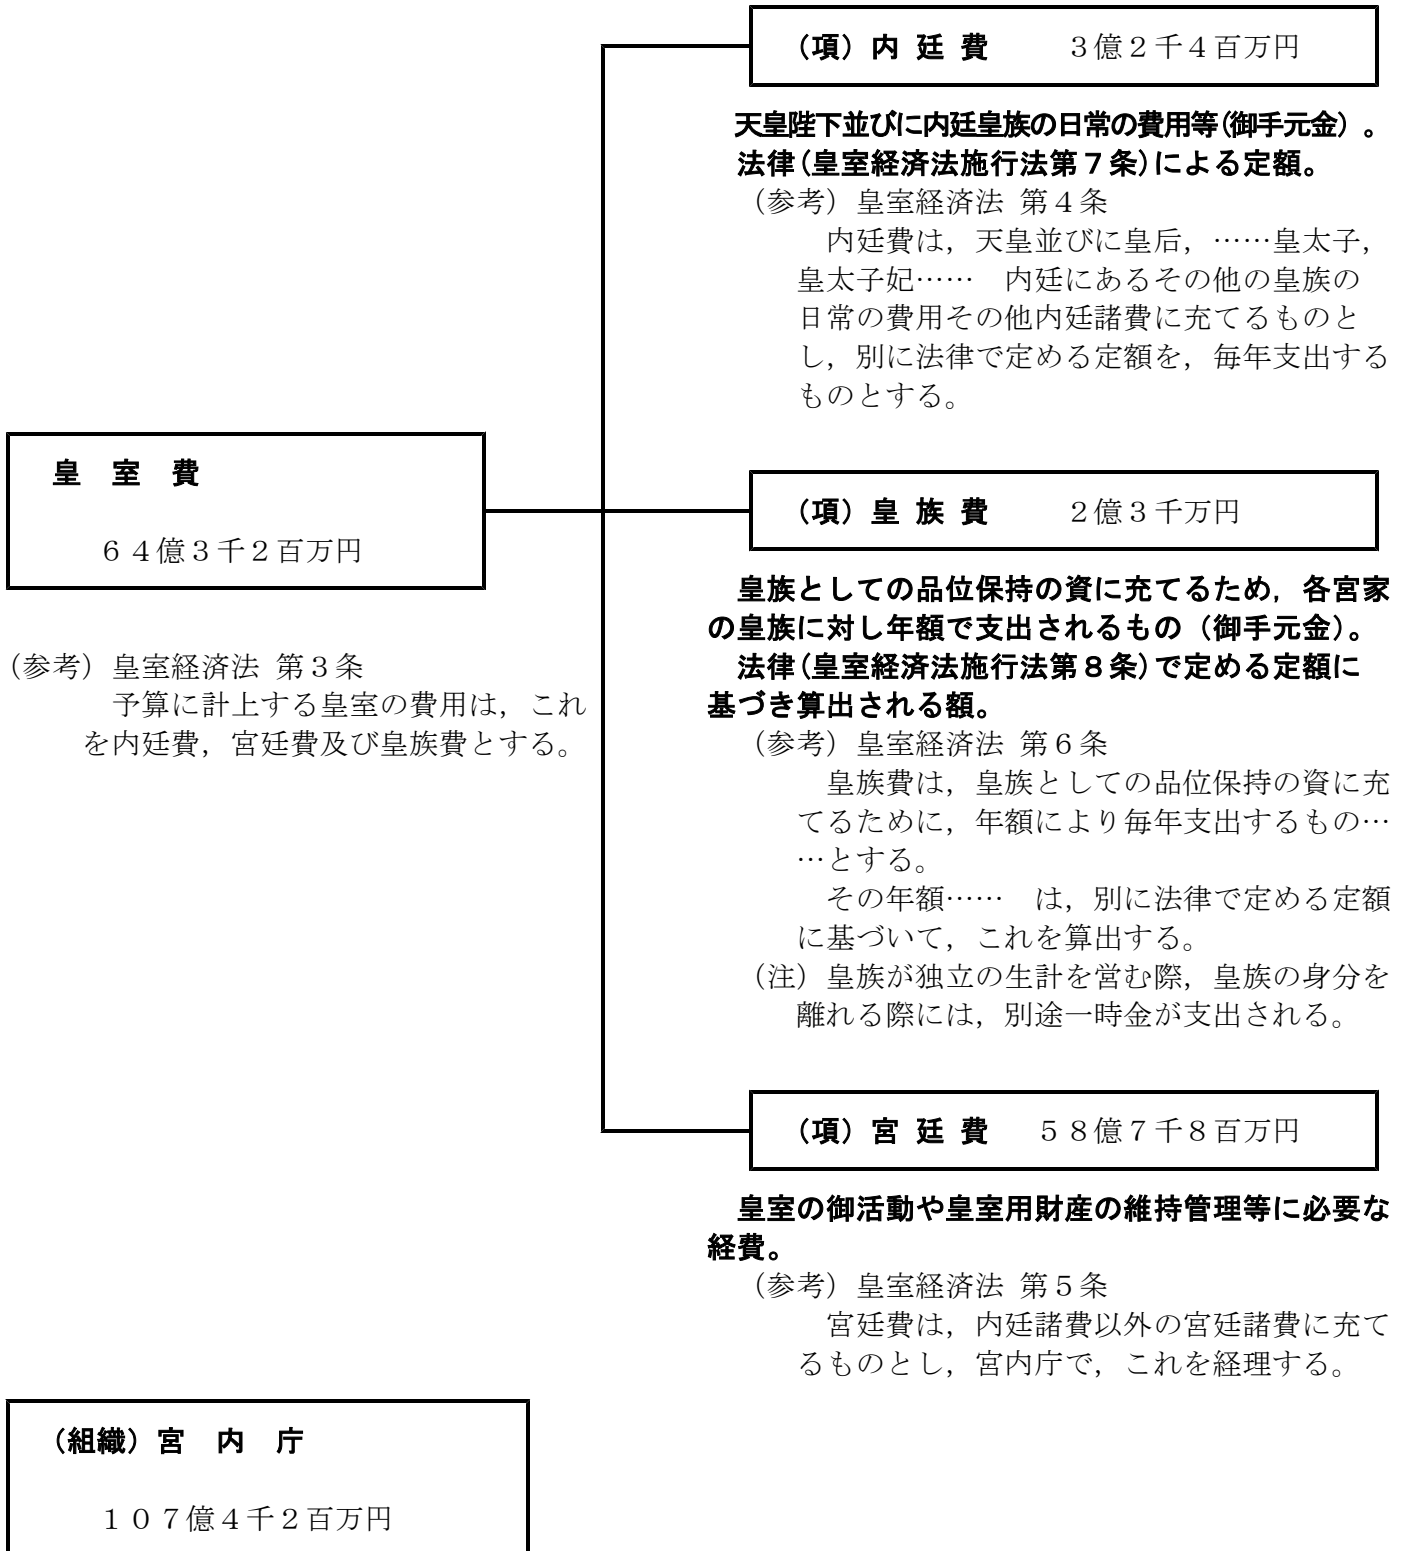 （項）内 廷 費　　３億２千４百万円
天皇陛下並びに内廷皇族の日常の費用等(御手元金）。
法律(皇室経済法施行法第７条)による定額。
（参考）皇室経済法 第４条
内廷費は，天皇並びに皇后，……皇太子，
皇太子妃……　内廷にあるその他の皇族の
日常の費用その他内廷諸費に充てるものと
し，別に法律で定める定額を，毎年支出する
ものとする。
皇　室　費
６４億３千２百万円
（参考）皇室経済法 第３条
予算に計上する皇室の費用は，これ
を内廷費，宮廷費及び皇族費とする。
（項）皇 族 費　　２億３千万円
皇族としての品位保持の資に充てるため，各宮家
の皇族に対し年額で支出されるもの（御手元金）。
法律(皇室経済法施行法第８条)で定める定額に
基づき算出される額。
（参考）皇室経済法 第６条
皇族費は，皇族としての品位保持の資に充
てるために，年額により毎年支出するもの…
…とする。
その年額……　は，別に法律で定める定額
に基づいて，これを算出する。
（注）皇族が独立の生計を営む際，皇族の身分を
離れる際には，別途一時金が支出される。
（項）宮 廷 費　５８億７千８百万円
皇室の御活動や皇室用財産の維持管理等に必要な
経費。
（参考）皇室経済法 第５条
宮廷費は，内廷諸費以外の宮廷諸費に充て
るものとし，宮内庁で，これを経理する。
（組織）宮　内　庁
１０７億４千２百万円